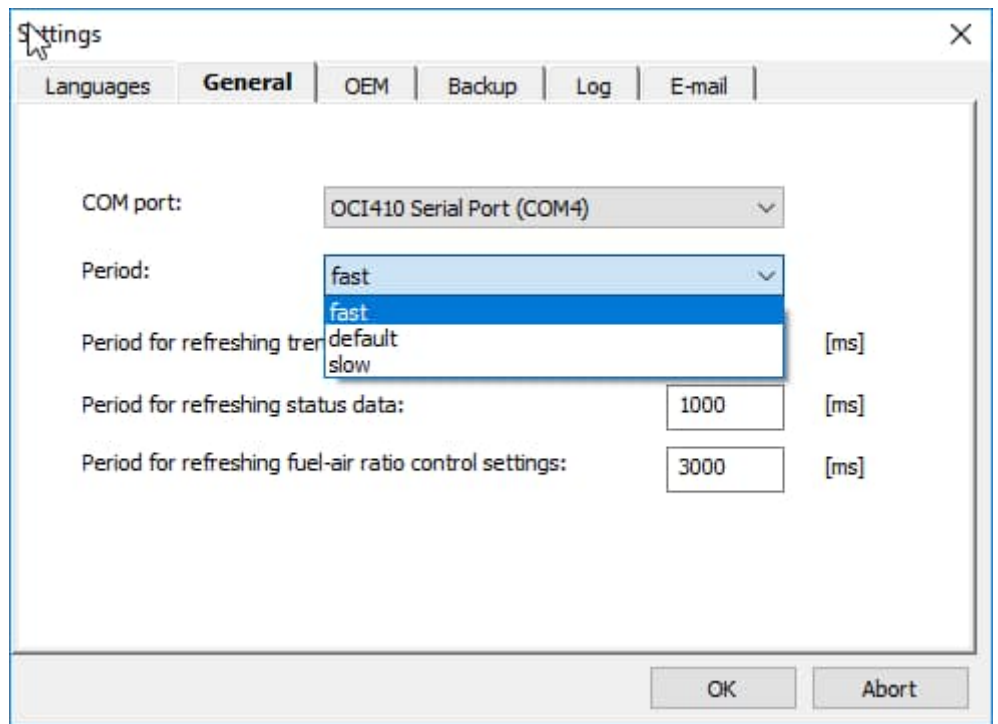 Settings
Languages General OEM Backup Log E-mail
COM port: OCI410 Serial Port (COM4)
Period: fast
fast
default
slow
Period for refreshing [ms]
Period for refreshing status data: 1000 [ms]
Period for refreshing fuel-air ratio control settings: 3000 [ms]
OK Abort